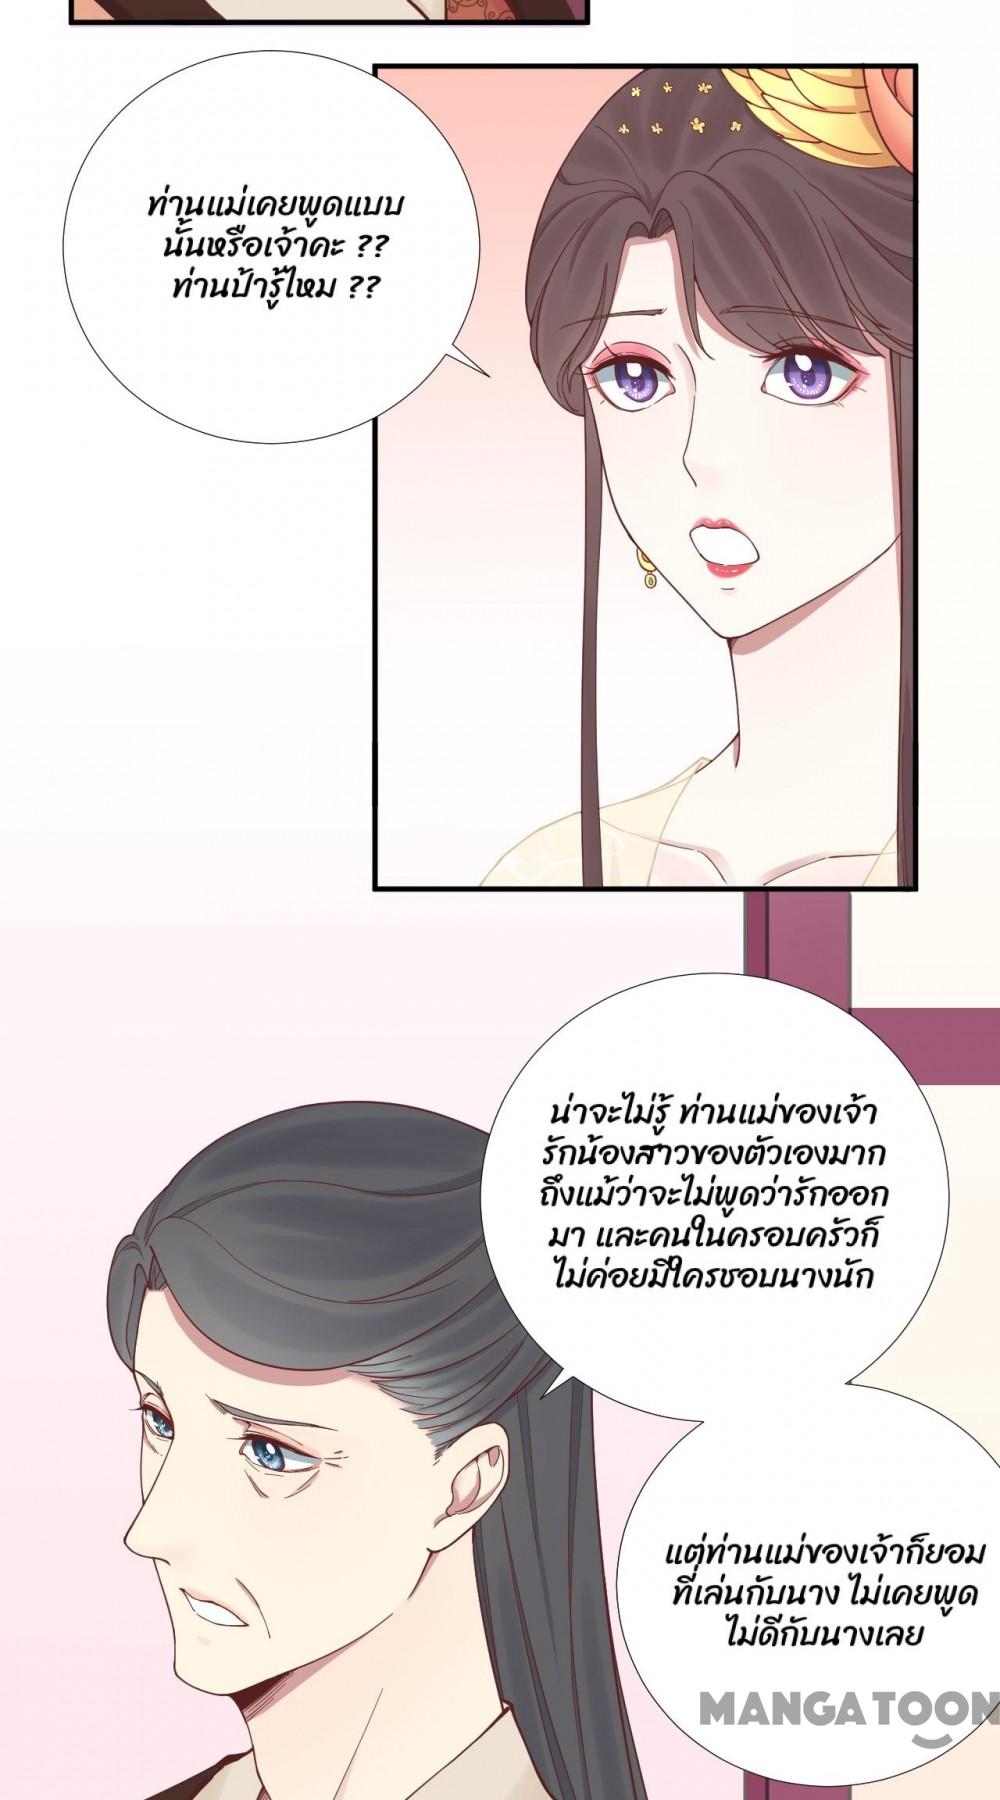 ท่านแม่เคยพูดแบบ
นั้นหรือเจ้าคะ ??
ท่านป้ารู้ไหม ??
น่าจะไม่รู้ ท่านแม่ของเจ้า
รักน้องสาวของตัวเองมาก
ถึงแม้ว่าจะไม่พูดว่ารักออก
มา และคนในครอบครัวก็
ไม่ค่อยมีใครชอบนางนัก
แต่ท่านแม่ของเจ้าก็ยอม
ที่เล่นกับนาง ไม่เคยพูด
ไม่ดีกับนางเลย
MANGATOON